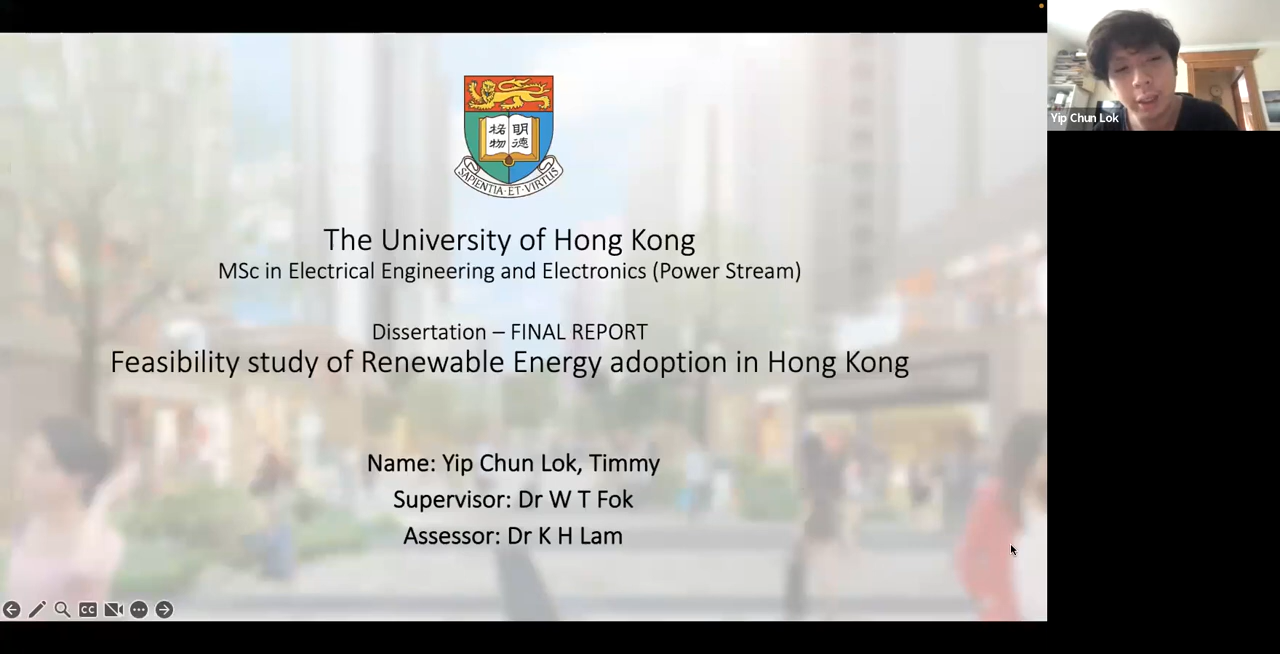 明德
格物
SAPIENTIA·ET·VIRTUS
The University of Hong Kong
MSc in Electrical Engineering and Electronics (Power Stream)
Dissertation – FINAL REPORT
Feasibility study of Renewable Energy adoption in Hong Kong
Name: Yip Chun Lok, Timmy
Supervisor: Dr W T Fok
Assessor: Dr K H Lam
CC
Yip Chun Lok